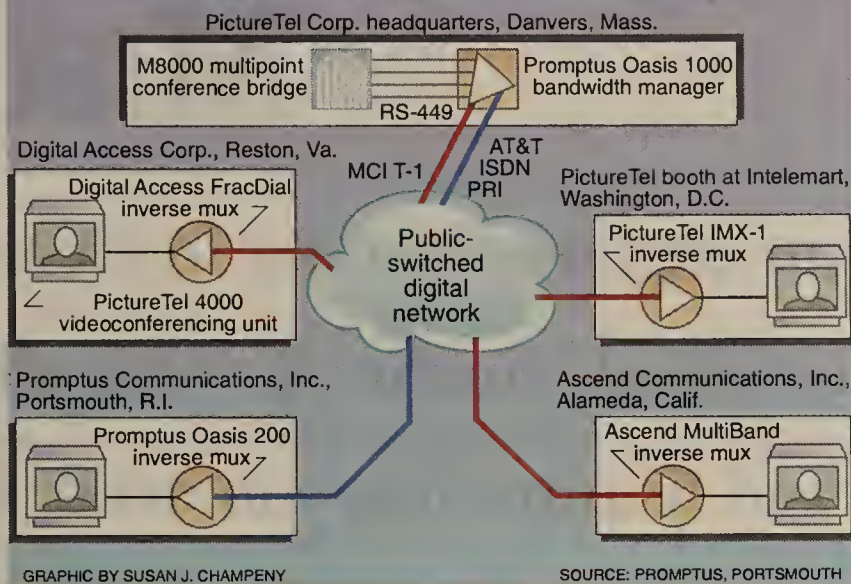 PictureTel Corp. headquarters, Danvers, Mass.
M8000 multipoint
conference bridge
RS-449
Promptus Oasis 1000
bandwidth manager
MCI T-1
AT&T
ISDN
PRI
Digital Access Corp., Reston, Va.
Digital Access FracDial
inverse mux
PictureTel 4000
videoconferencing unit
Public-
switched
digital
network
PictureTel booth at Intelemart,
Washington, D.C.
PictureTel IMX-1
inverse mux
Promptus Communications, Inc.,
Portsmouth, R.I.
Promptus Oasis 200
inverse mux
Ascend Communications, Inc.,
Alameda, Calif.
Ascend MultiBand
inverse mux
GRAPHIC BY SUSAN J. CHAMPENY
SOURCE: PROMPTUS, PORTSMOUTH